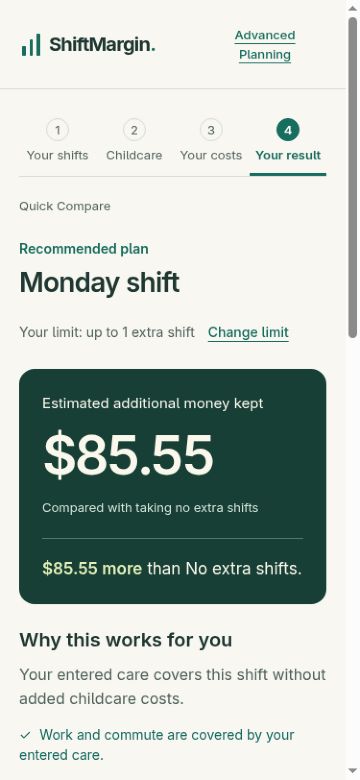 ShiftMargin.
Advanced
Planning
1
2
3
4
Your shifts
Childcare
Your costs
Your result
Quick Compare
Recommended plan
Monday shift
Your limit: up to 1 extra shift
Change limit
Estimated additional money kept
$85.55
Compared with taking no extra shifts
$85.55 more than No extra shifts.
Why this works for you
Your entered care covers this shift without
added childcare costs.
✓ Work and commute are covered by your
entered care.